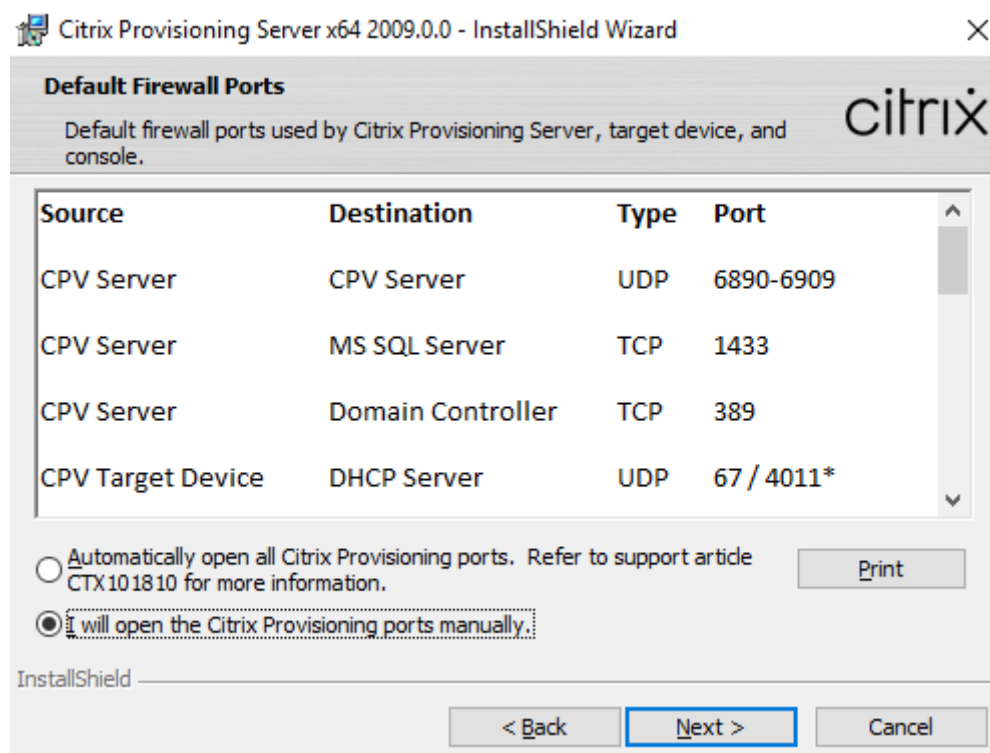 Citrix Provisioning Server x64 2009.0.0 - InstallShield Wizard
Default Firewall Ports
Default firewall ports used by Citrix Provisioning Server, target device, and
console.
citrix
Source Destination Type Port
CPV Server CPV Server UDP 6890-6909
CPV Server MS SQL Server TCP 1433
CPV Server Domain Controller TCP 389
CPV Target Device DHCP Server UDP 67 / 4011*
Automatically open all Citrix Provisioning ports. Refer to support article
CTX101810 for more information.
Print
I will open the Citrix Provisioning ports manually.
InstallShield
< Back Next > Cancel